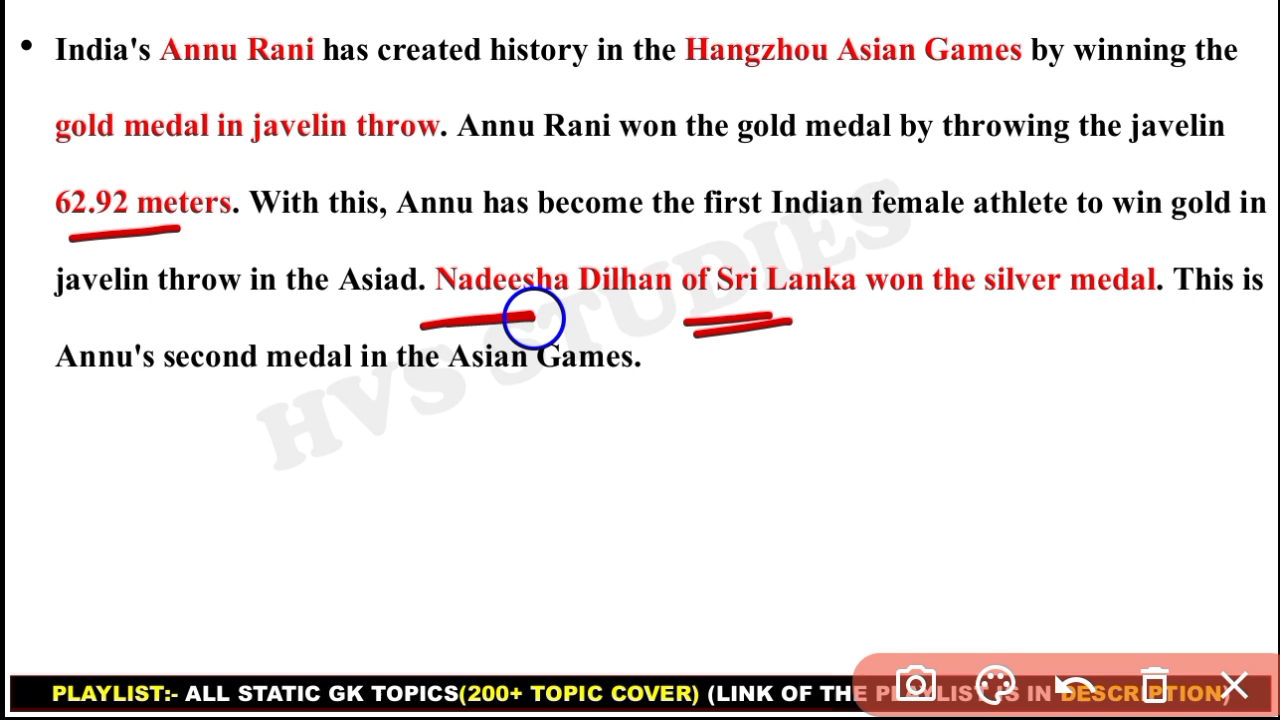 • India's Annu Rani has created history in the Hangzhou Asian Games by winning the
gold medal in javelin throw. Annu Rani won the gold medal by throwing the javelin
62.92 meters. With this, Annu has become the first Indian female athlete to win gold in
javelin throw in the Asiad. Nadeesha Dilhan of Sri Lanka won the silver medal. This is
Annu's second medal in the Asian Games.
HVS STUDIES
PLAYLIST:- ALL STATIC GK TOPICS(200+ TOPIC COVER) (LINK OF THE PLAYLIST IS IN DESCRIPTION)